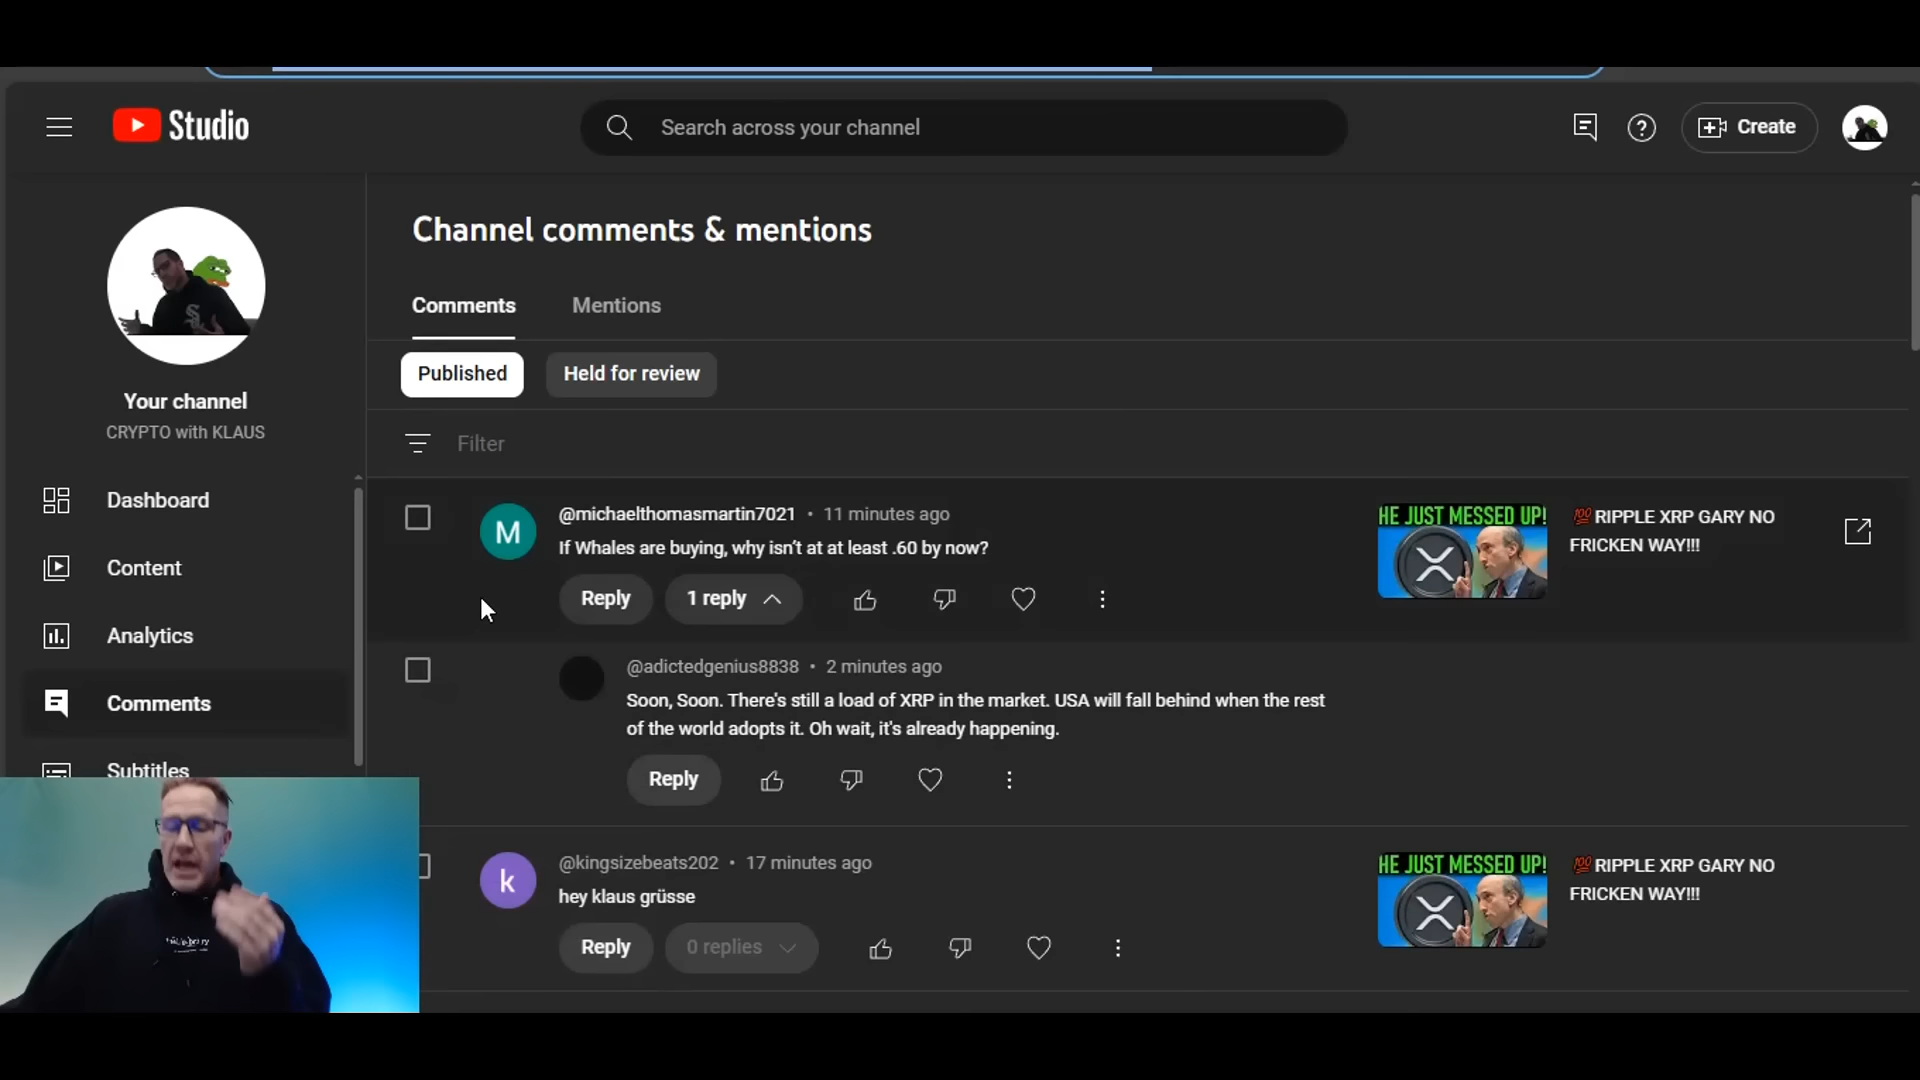 Studio
Search across your channel
Create
Your channel
CRYPTO with KLAUS
Dashboard
Content
Analytics
Comments
Subtitles
Channel comments & mentions
Comments
Mentions
Published
Held for review
Filter
M
@michaelthomasmartin7021 • 11 minutes ago
If Whales are buying, why isn't at at least .60 by now?
Reply
1 reply
HE JUST MESSED UP!
💯RIPPLE XRP GARY NO
FRICKEN WAY!!!
@adictedgenius8838 • 2 minutes ago
Soon, Soon. There's still a load of XRP in the market. USA will fall behind when the rest
of the world adopts it. Oh wait, it's already happening.
Reply
k
@kingsizebeats202 • 17 minutes ago
hey klaus grüsse
Reply
0 replies
HE JUST MESSED UP!
💯RIPPLE XRP GARY NO
FRICKEN WAY!!!